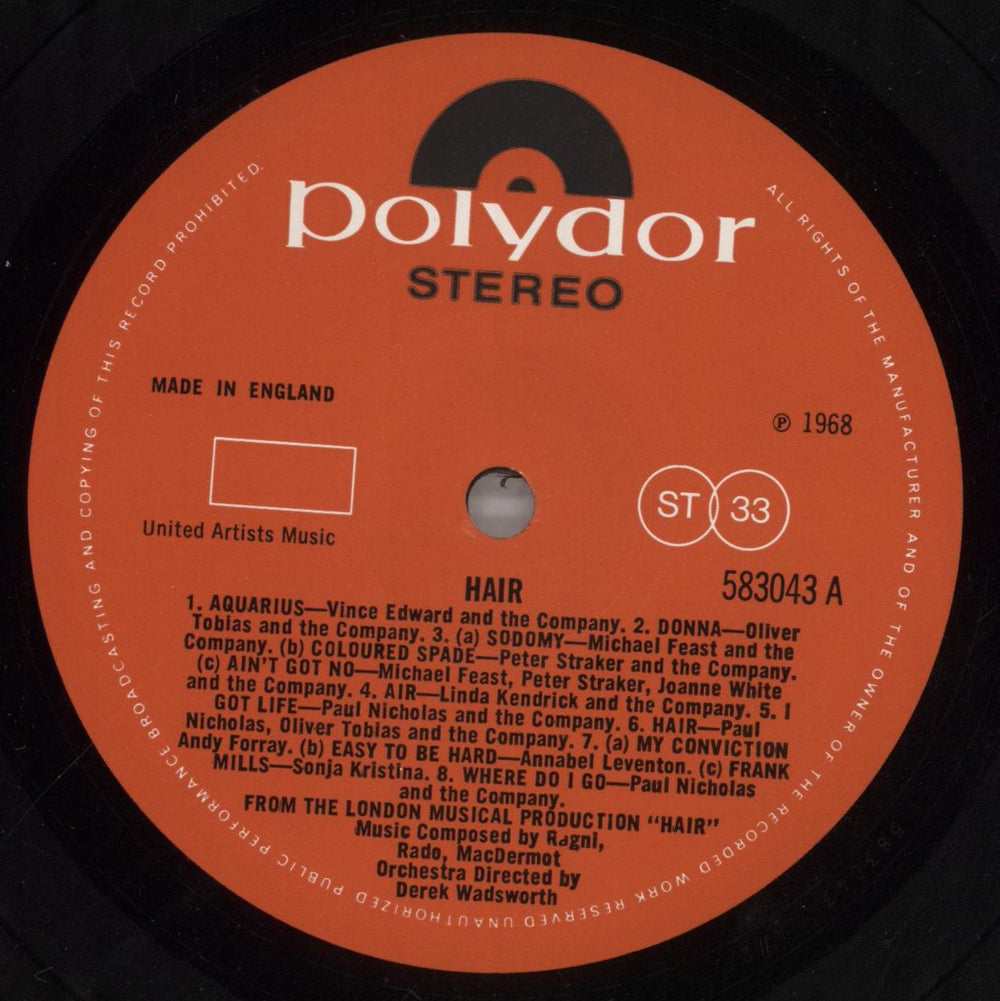 polydor
STEREO
MADE IN ENGLAND
℗ 1968
ST 33
United Artists Music
583043 A
HAIR
1. AQUARIUS—Vince Edward and the Company. 2. DONNA—Oliver
Tobias and the Company. 3. (a) SODOMY—Michael Feast and the
Company. (b) COLOURED SPADE—Peter Straker and the Company.
(c) AIN'T GOT NO—Michael Feast, Peter Straker, Joanne White
and the Company. 4. AIR—Linda Kendrick and the Company. 5. I
GOT LIFE—Paul Nicholas and the Company. 6. HAIR—Paul
Nicholas, Oliver Tobias and the Company. 7. (a) MY CONVICTION
Andy Forray. (b) EASY TO BE HARD—Annabel Leventon. (c) FRANK
MILLS—Sonja Kristina. 8. WHERE DO I GO—Paul Nicholas
and the Company.
FROM THE LONDON MUSICAL PRODUCTION "HAIR"
Music Composed by Ragni,
Rado, MacDermot
Orchestra Directed by
Derek Wadsworth
ALL RIGHTS OF THE MANUFACTURER AND OF THE OWNER OF THE RECORDED WORK RESERVED UNAUTHORIZED PUBLIC PERFORMANCE BROADCASTING AND COPYING OF THIS RECORD PROHIBITED.